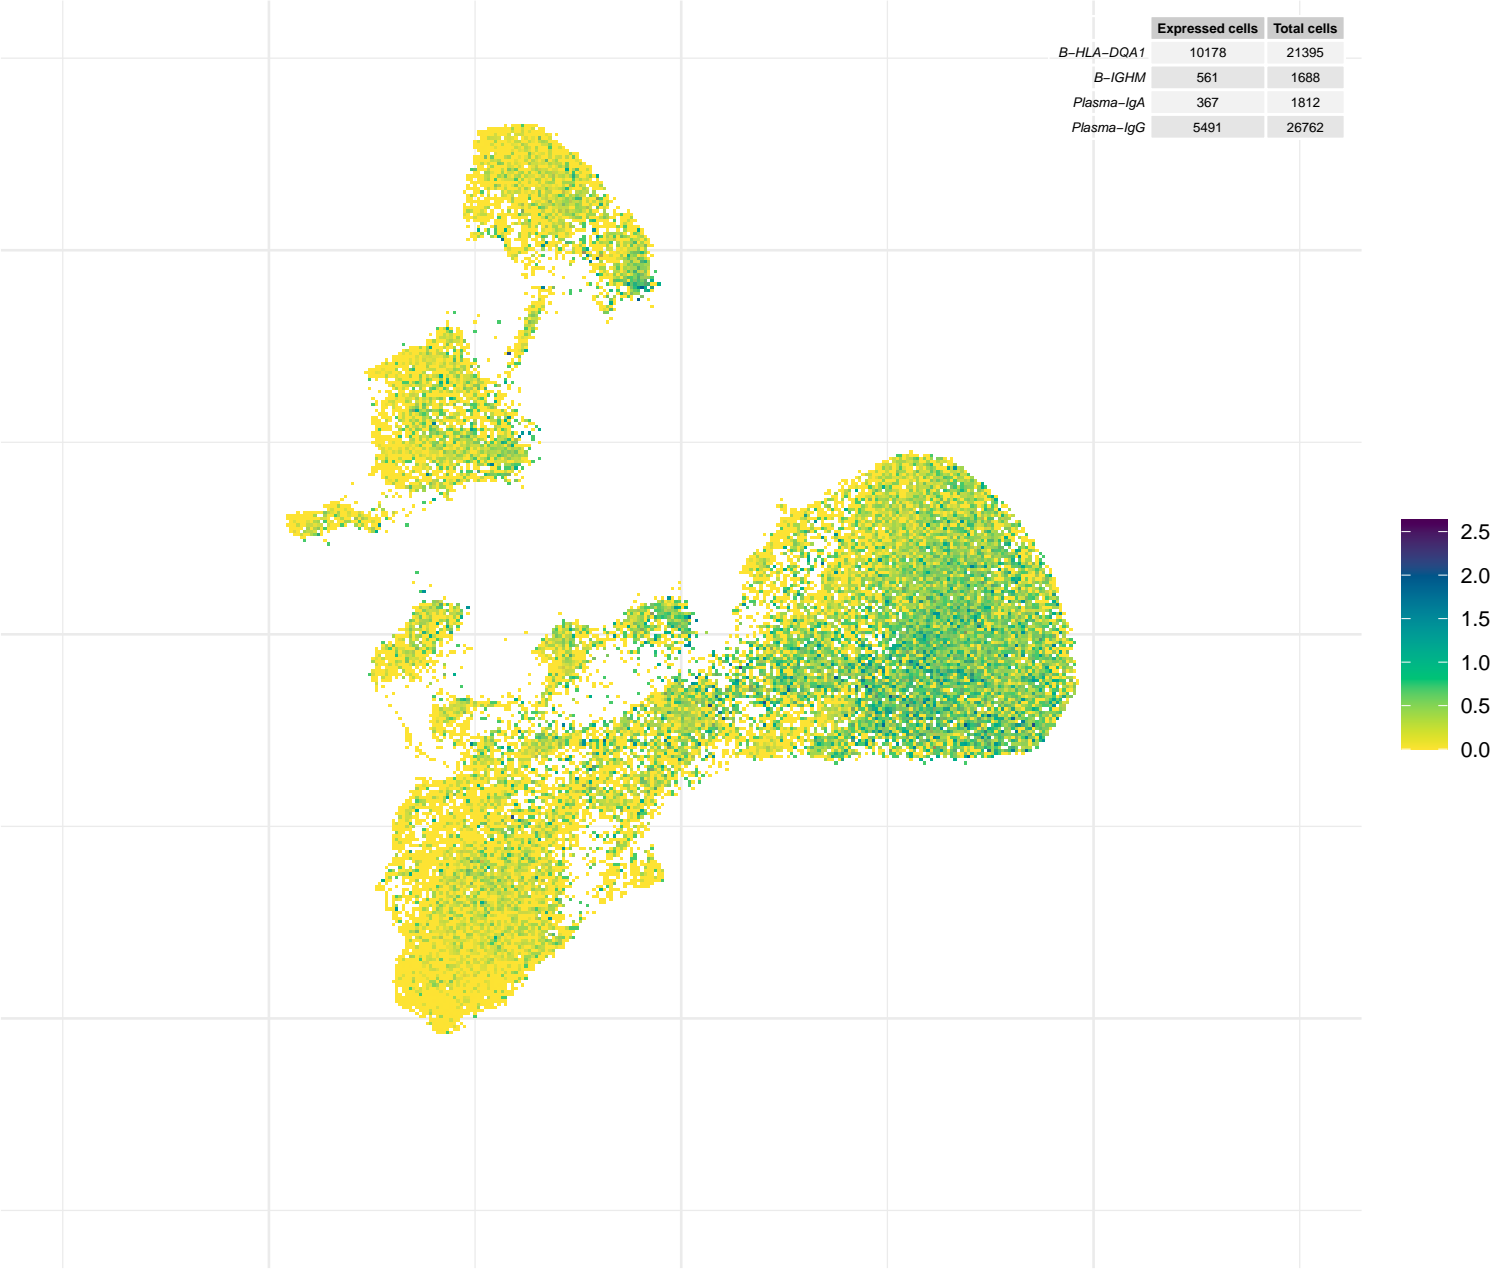 Expressed cells Total cells
B−HLA−DQA1 10178 21395
B−IGHM 561 1688
Plasma−IgA 367 1812
Plasma−IgG 5491 26762
2.5
2.0
1.5
1.0
0.5
0.0